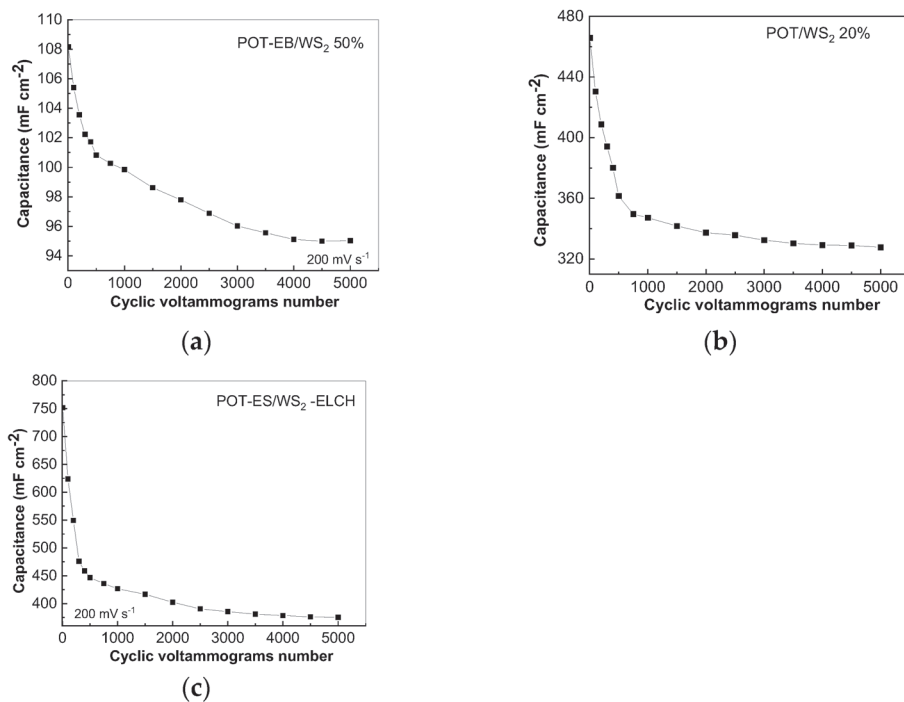 110
108
106
104
102
100
98
96
94
Capacitance (mF cm⁻²)
POT-EB/WS₂ 50%
200 mV s⁻¹
0 1000 2000 3000 4000 5000
Cyclic voltammograms number
(a)
480
440
400
360
320
Capacitance (mF cm⁻²)
POT/WS₂ 20%
0 1000 2000 3000 4000 5000
Cyclic voltammograms number
(b)
800
750
650
600
550
500
450
400
Capacitance (mF cm⁻²)
POT-ES/WS₂ -ELCH
200 mV s⁻¹
0 1000 2000 3000 4000 5000
Cyclic voltammograms number
(c)